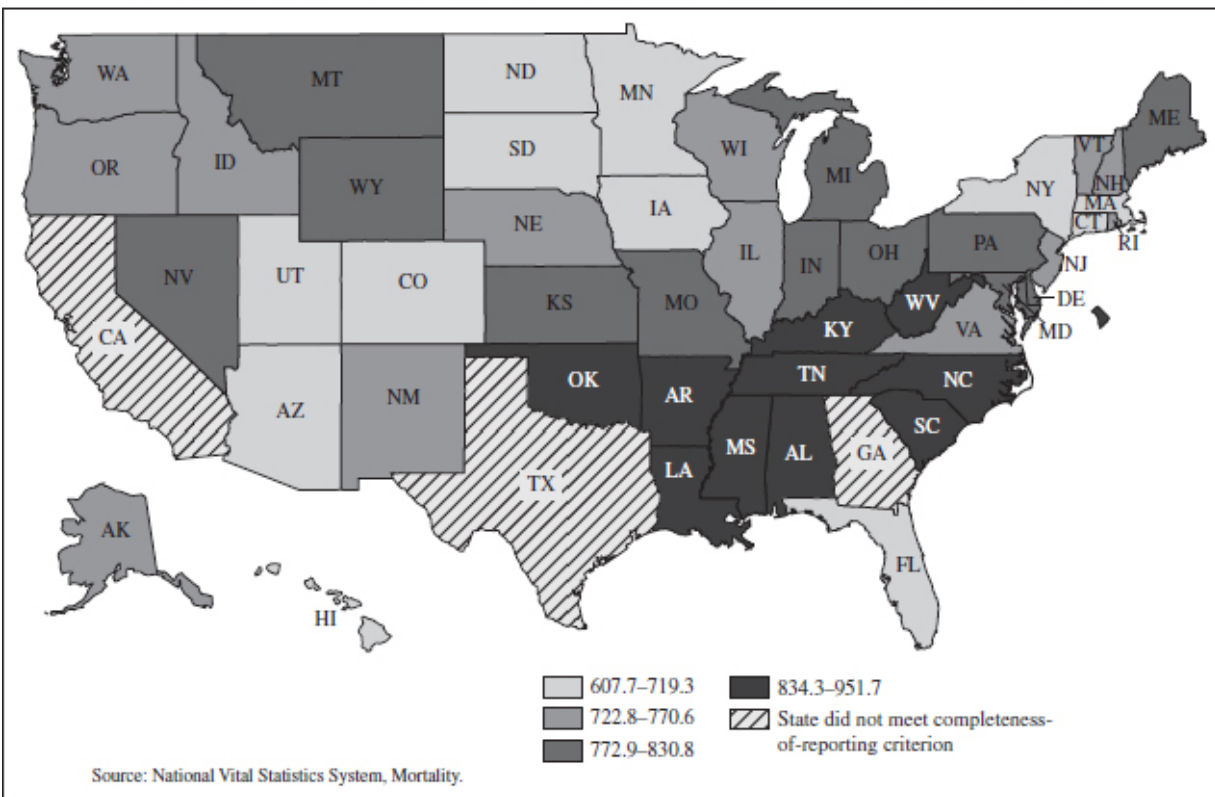 WA
MT
ND
MN
VT
ME
OR
ID
SD
WI
NH
WY
MI
NY
MA
CT
RI
IA
NE
PA
NJ
NV
UT
CO
IL
IN
OH
DE
KS
MO
WV
MD
CA
KY
VA
AZ
NM
OK
AR
TN
NC
SC
MS
AL
GA
LA
TX
AK
FL
HI
607.7–719.3
722.8–770.6
772.9–830.8
834.3–951.7
State did not meet completeness-
of-reporting criterion
Source: National Vital Statistics System, Mortality.